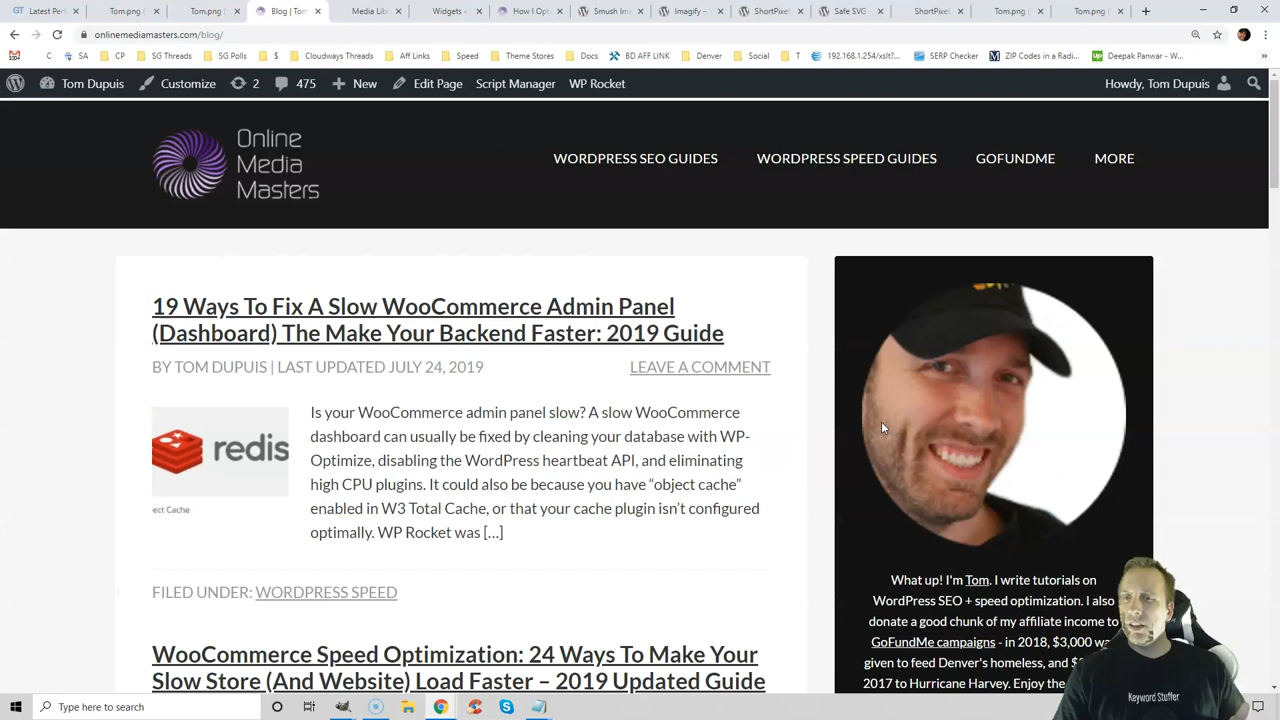 Latest Perf
Tom.png (
Tom.png (
Blog | Tom
Media Lib
Widgets
How I Opt
Smush Im
Imagify –
ShortPixel
Safe SVG
ShortPixel
Tom.png (
Tom.png (
onlinemediamasters.com/blog/
C
SA
CP
SG Threads
SG Polls
$
Cloudways Threads
Aff Links
Speed
Theme Stores
Docs
BD AFF LINK
Denver
Social
T
192.168.1.254/xslt?...
SERP Checker
ZIP Codes in a Radi...
Deepak Panwar - W...
Tom Dupuis
Customize
2
475
New
Edit Page
Script Manager
WP Rocket
Howdy, Tom Dupuis
Online
Media
Masters
WORDPRESS SEO GUIDES
WORDPRESS SPEED GUIDES
GOFUNDME
MORE
19 Ways To Fix A Slow WooCommerce Admin Panel
(Dashboard) The Make Your Backend Faster: 2019 Guide
BY TOM DUPUIS | LAST UPDATED JULY 24, 2019
LEAVE A COMMENT
redis
ect Cache
Is your WooCommerce admin panel slow? A slow WooCommerce
dashboard can usually be fixed by cleaning your database with WP-
Optimize, disabling the WordPress heartbeat API, and eliminating
high CPU plugins. It could also be because you have “object cache”
enabled in W3 Total Cache, or that your cache plugin isn’t configured
optimally. WP Rocket was […]
FILED UNDER: WORDPRESS SPEED
WooCommerce Speed Optimization: 24 Ways To Make Your
Slow Store (And Website) Load Faster – 2019 Updated Guide
What up! I'm Tom. I write tutorials on
WordPress SEO + speed optimization. I also
donate a good chunk of my affiliate income to
GoFundMe campaigns - in 2018, $3,000 wa
given to feed Denver's homeless, and $
2017 to Hurricane Harvey. Enjoy the
Keyword Stuffer
Type here to search